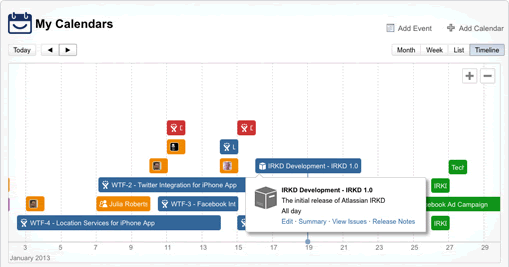 My Calendars
Add Event
Add Calendar
Today
Month
Week
List
Timeline
IRKD Development - IRKD 1.0
Tech
WTF-2 - Twitter Integration for iPhone App
IRKD Development - IRKD 1.0
The initial release of Atlassian IRKD
All day
Edit · Summary · View Issues · Release Notes
IRKI
Julia Roberts
WTF-3 - Facebook Int
Facebook Ad Campaign
WTF-4 - Location Services for iPhone App
IRKI
3 5 7 9 11 13 15 17 19 21 23 25 27 29
January 2013